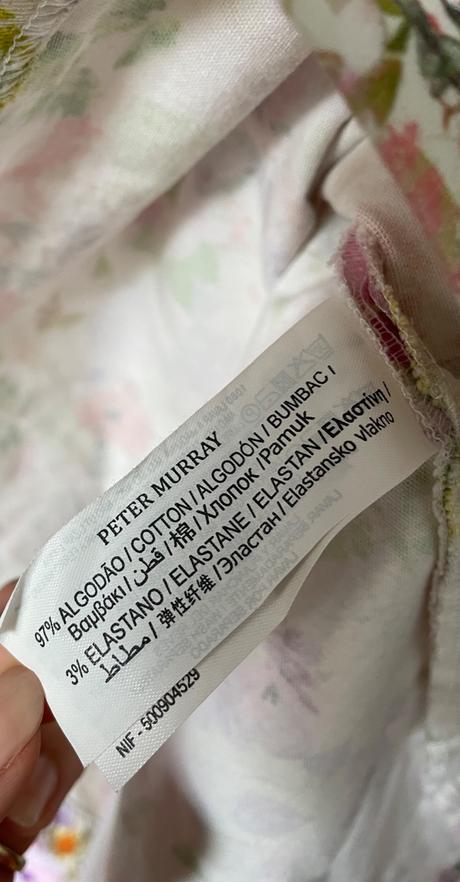 PETER MURRAY
97% ALGODÃO / COTTON / ALGODÓN / BUMBAC /
Βαμβάκι / قطن / 棉 / Хлопок / Pamuk
3% ELASTANO / ELASTANE / ELASTAN / Ελαστίνη /
مطاط / 弹性纤维 / Эластан / Elastansko vlakno
NIF - 500904529